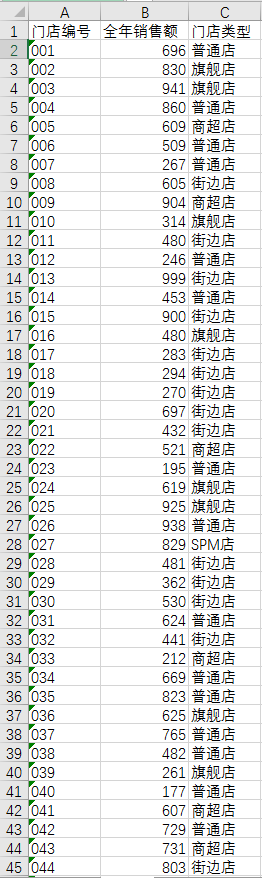 A B C
1 门店编号 全年销售额 门店类型
2 001 696 普通店
3 002 830 旗舰店
4 003 941 旗舰店
5 004 860 普通店
6 005 609 商超店
7 006 509 普通店
8 007 267 普通店
9 008 605 街边店
10 009 904 商超店
11 010 314 旗舰店
12 011 480 街边店
13 012 246 普通店
14 013 999 街边店
15 014 453 普通店
16 015 900 街边店
17 016 480 旗舰店
18 017 283 街边店
19 018 294 街边店
20 019 270 街边店
21 020 697 街边店
22 021 432 街边店
23 022 521 商超店
24 023 195 普通店
25 024 619 旗舰店
26 025 925 旗舰店
27 026 938 普通店
28 027 829 SPM店
29 028 481 街边店
30 029 362 街边店
31 030 530 街边店
32 031 624 普通店
33 032 441 街边店
34 033 212 商超店
35 034 669 普通店
36 035 823 普通店
37 036 625 旗舰店
38 037 765 普通店
39 038 482 普通店
40 039 261 旗舰店
41 040 177 普通店
42 041 607 商超店
43 042 729 普通店
44 043 731 商超店
45 044 803 街边店